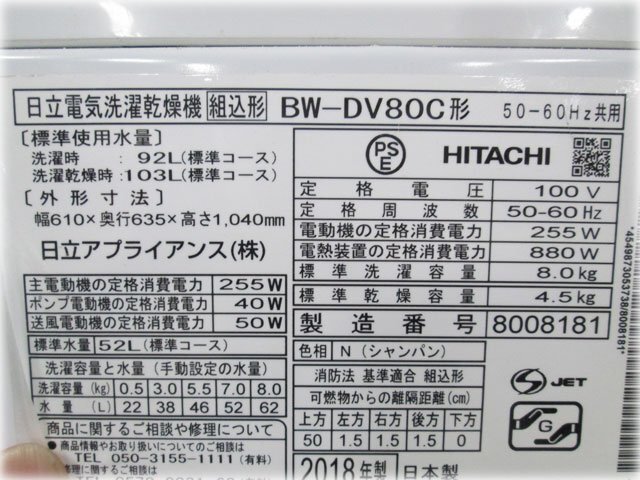 日立電気洗濯乾燥機 組込形 BW-DV80C形 50-60Hz共用
〔標準使用水量〕
洗濯時 : 92L(標準コース)
洗濯乾燥時:103L(標準コース)
〔外形寸法〕
幅610×奥行635×高さ1,040mm
日立アプライアンス(株)
主電動機の定格消費電力 255W
ポンプ電動機の定格消費電力 40W
送風電動機の定格消費電力 50W
標準水量52L(標準コース)
洗濯容量と水量(手動設定の水量)
洗濯容量(kg) 0.5 3.0 5.5 7.0 8.0
水量(L) 22 38 46 52 62
商品に関するご相談や修理について
●商品情報やお取り扱いについてのご相談は
TEL 050-3155-1111(有料)
PSE HITACHI
定格電圧 100V
定格周波数 50-60Hz
電動機の定格消費電力 255W
電熱装置の定格消費電力 880W
標準洗濯容量 8.0kg
標準乾燥容量 4.5kg
製造番号 8008181
色相 N(シャンパン)
消防法 基準適合 組込形
可燃物からの離隔距離(cm)
上方 左方 右方 後方 下方
50 1.5 1.5 1.5 0
2018年製 日本製
S JET
G
*4549873053738/8008181*